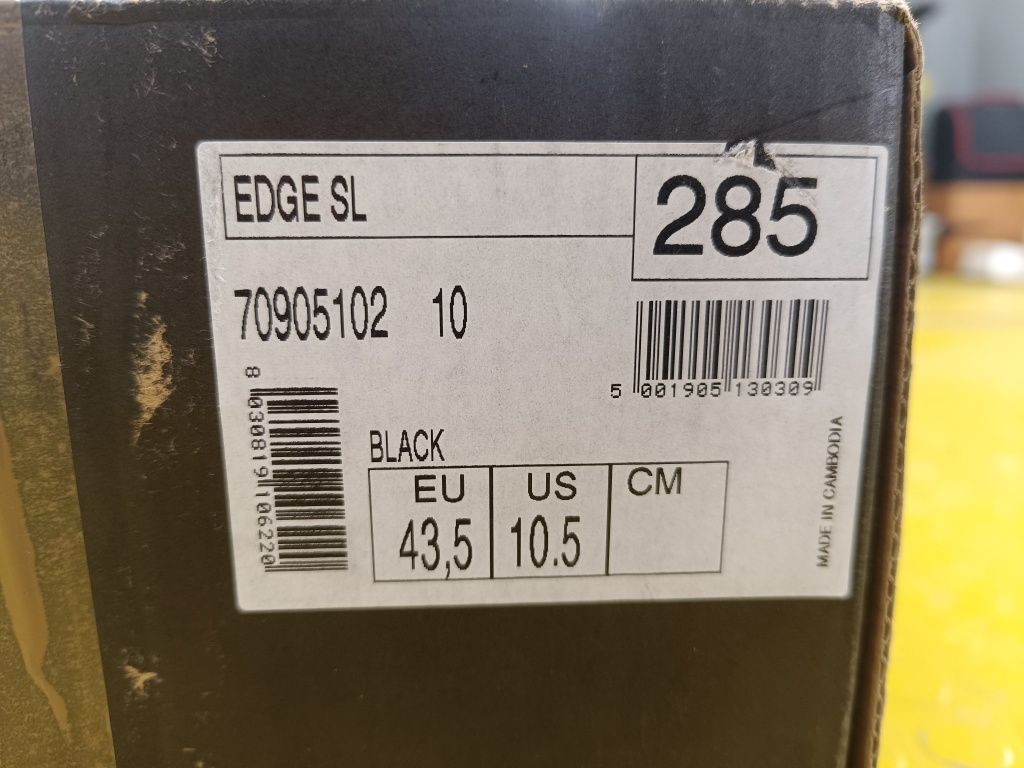 EDGE SL
285
70905102 10
5 001905 130309
8 030819 106220
BLACK
EU US CM
43,5 10.5
MADE IN CAMBODIA